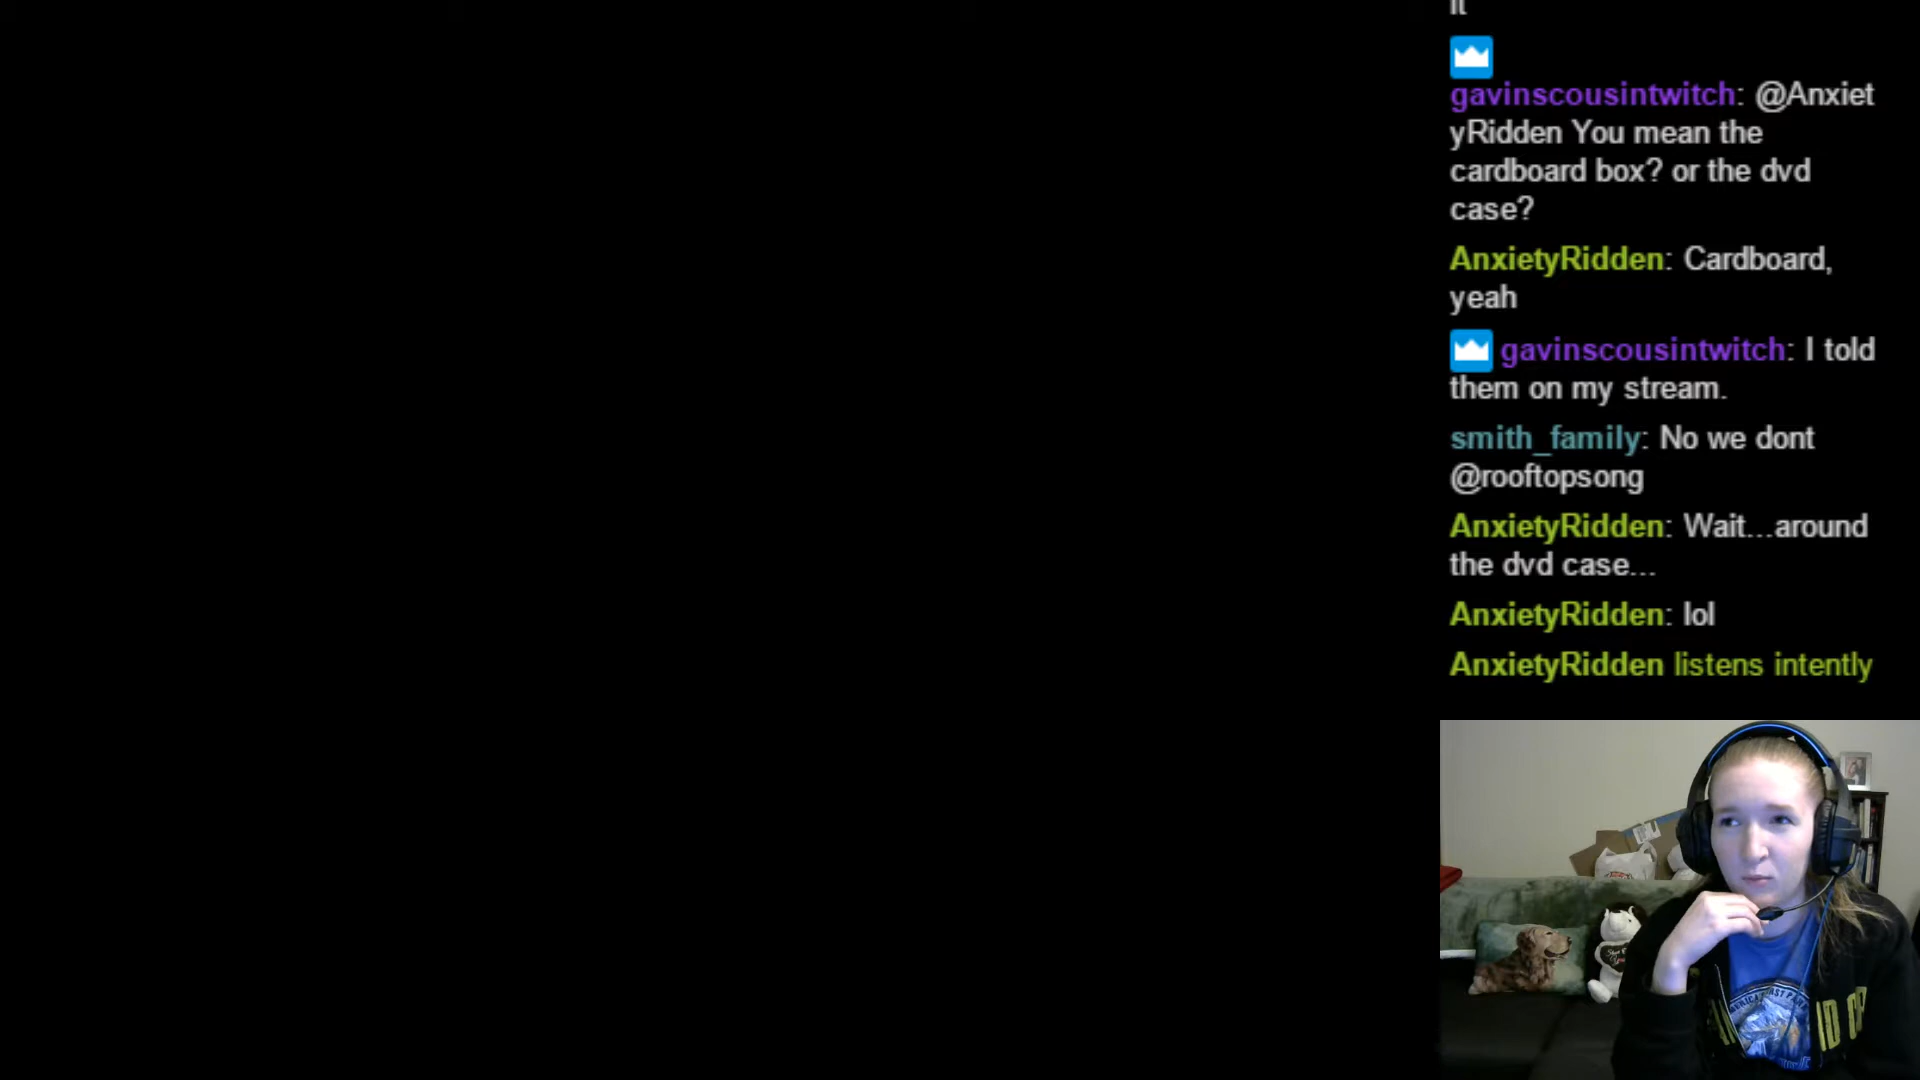 it
gavinscousintwitch: @Anxiet
yRidden You mean the
cardboard box? or the dvd
case?
AnxietyRidden: Cardboard,
yeah
gavinscousintwitch: I told
them on my stream.
smith_family: No we dont
@rooftopsong
AnxietyRidden: Wait...around
the dvd case...
AnxietyRidden: lol
AnxietyRidden listens intently